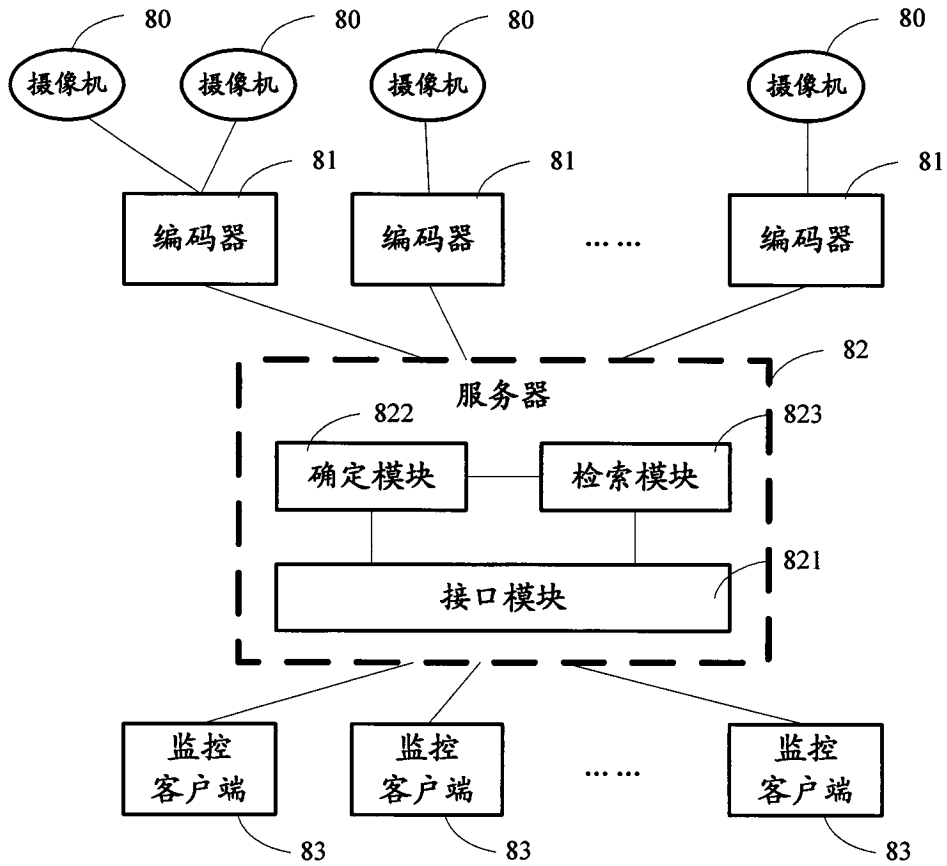 80 80 80 80
摄像机 摄像机 摄像机 摄像机
81 81 81
编码器 编码器 …… 编码器
82
服务器
822 823
确定模块 检索模块
821
接口模块
监控 监控 监控
客户端 客户端 …… 客户端
83 83 83